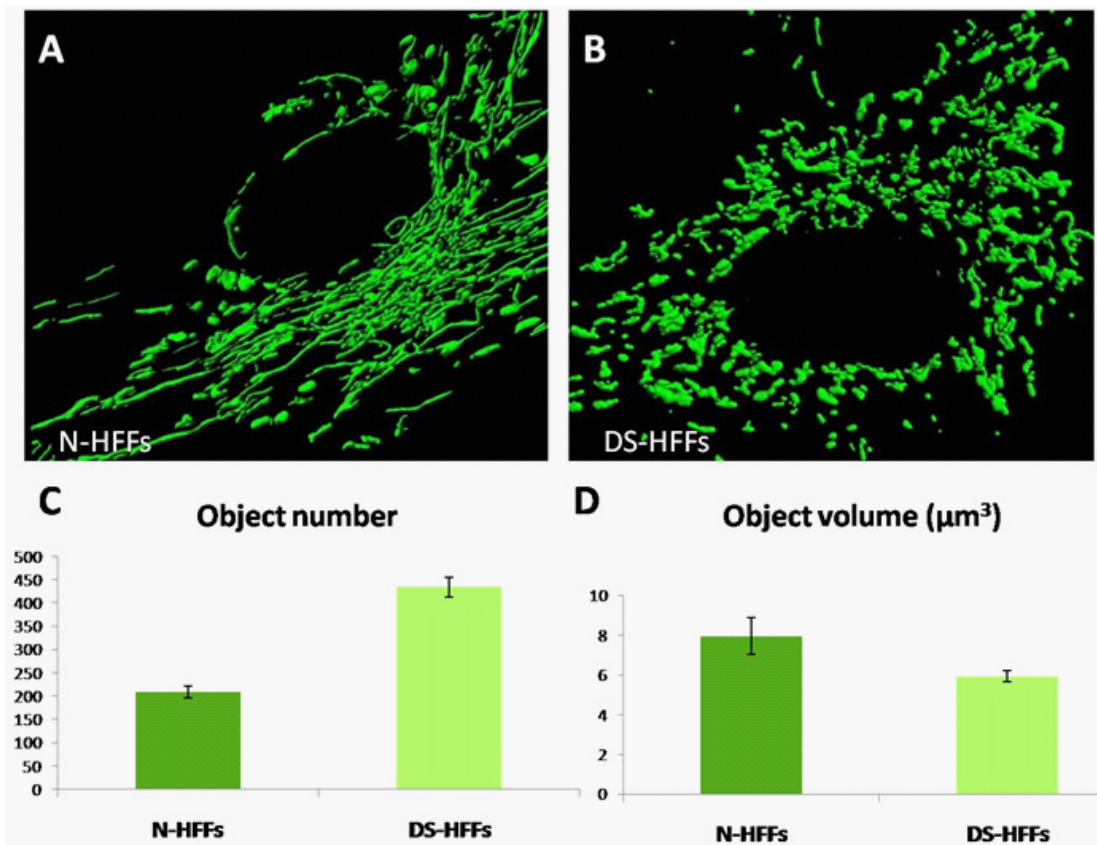 A
B
N-HFFs
DS-HFFs
C
Object number
500
450
400
350
300
250
200
150
100
50
0
N-HFFs
DS-HFFs
D
Object volume (µm³)
10
8
6
4
2
0
N-HFFs
DS-HFFs